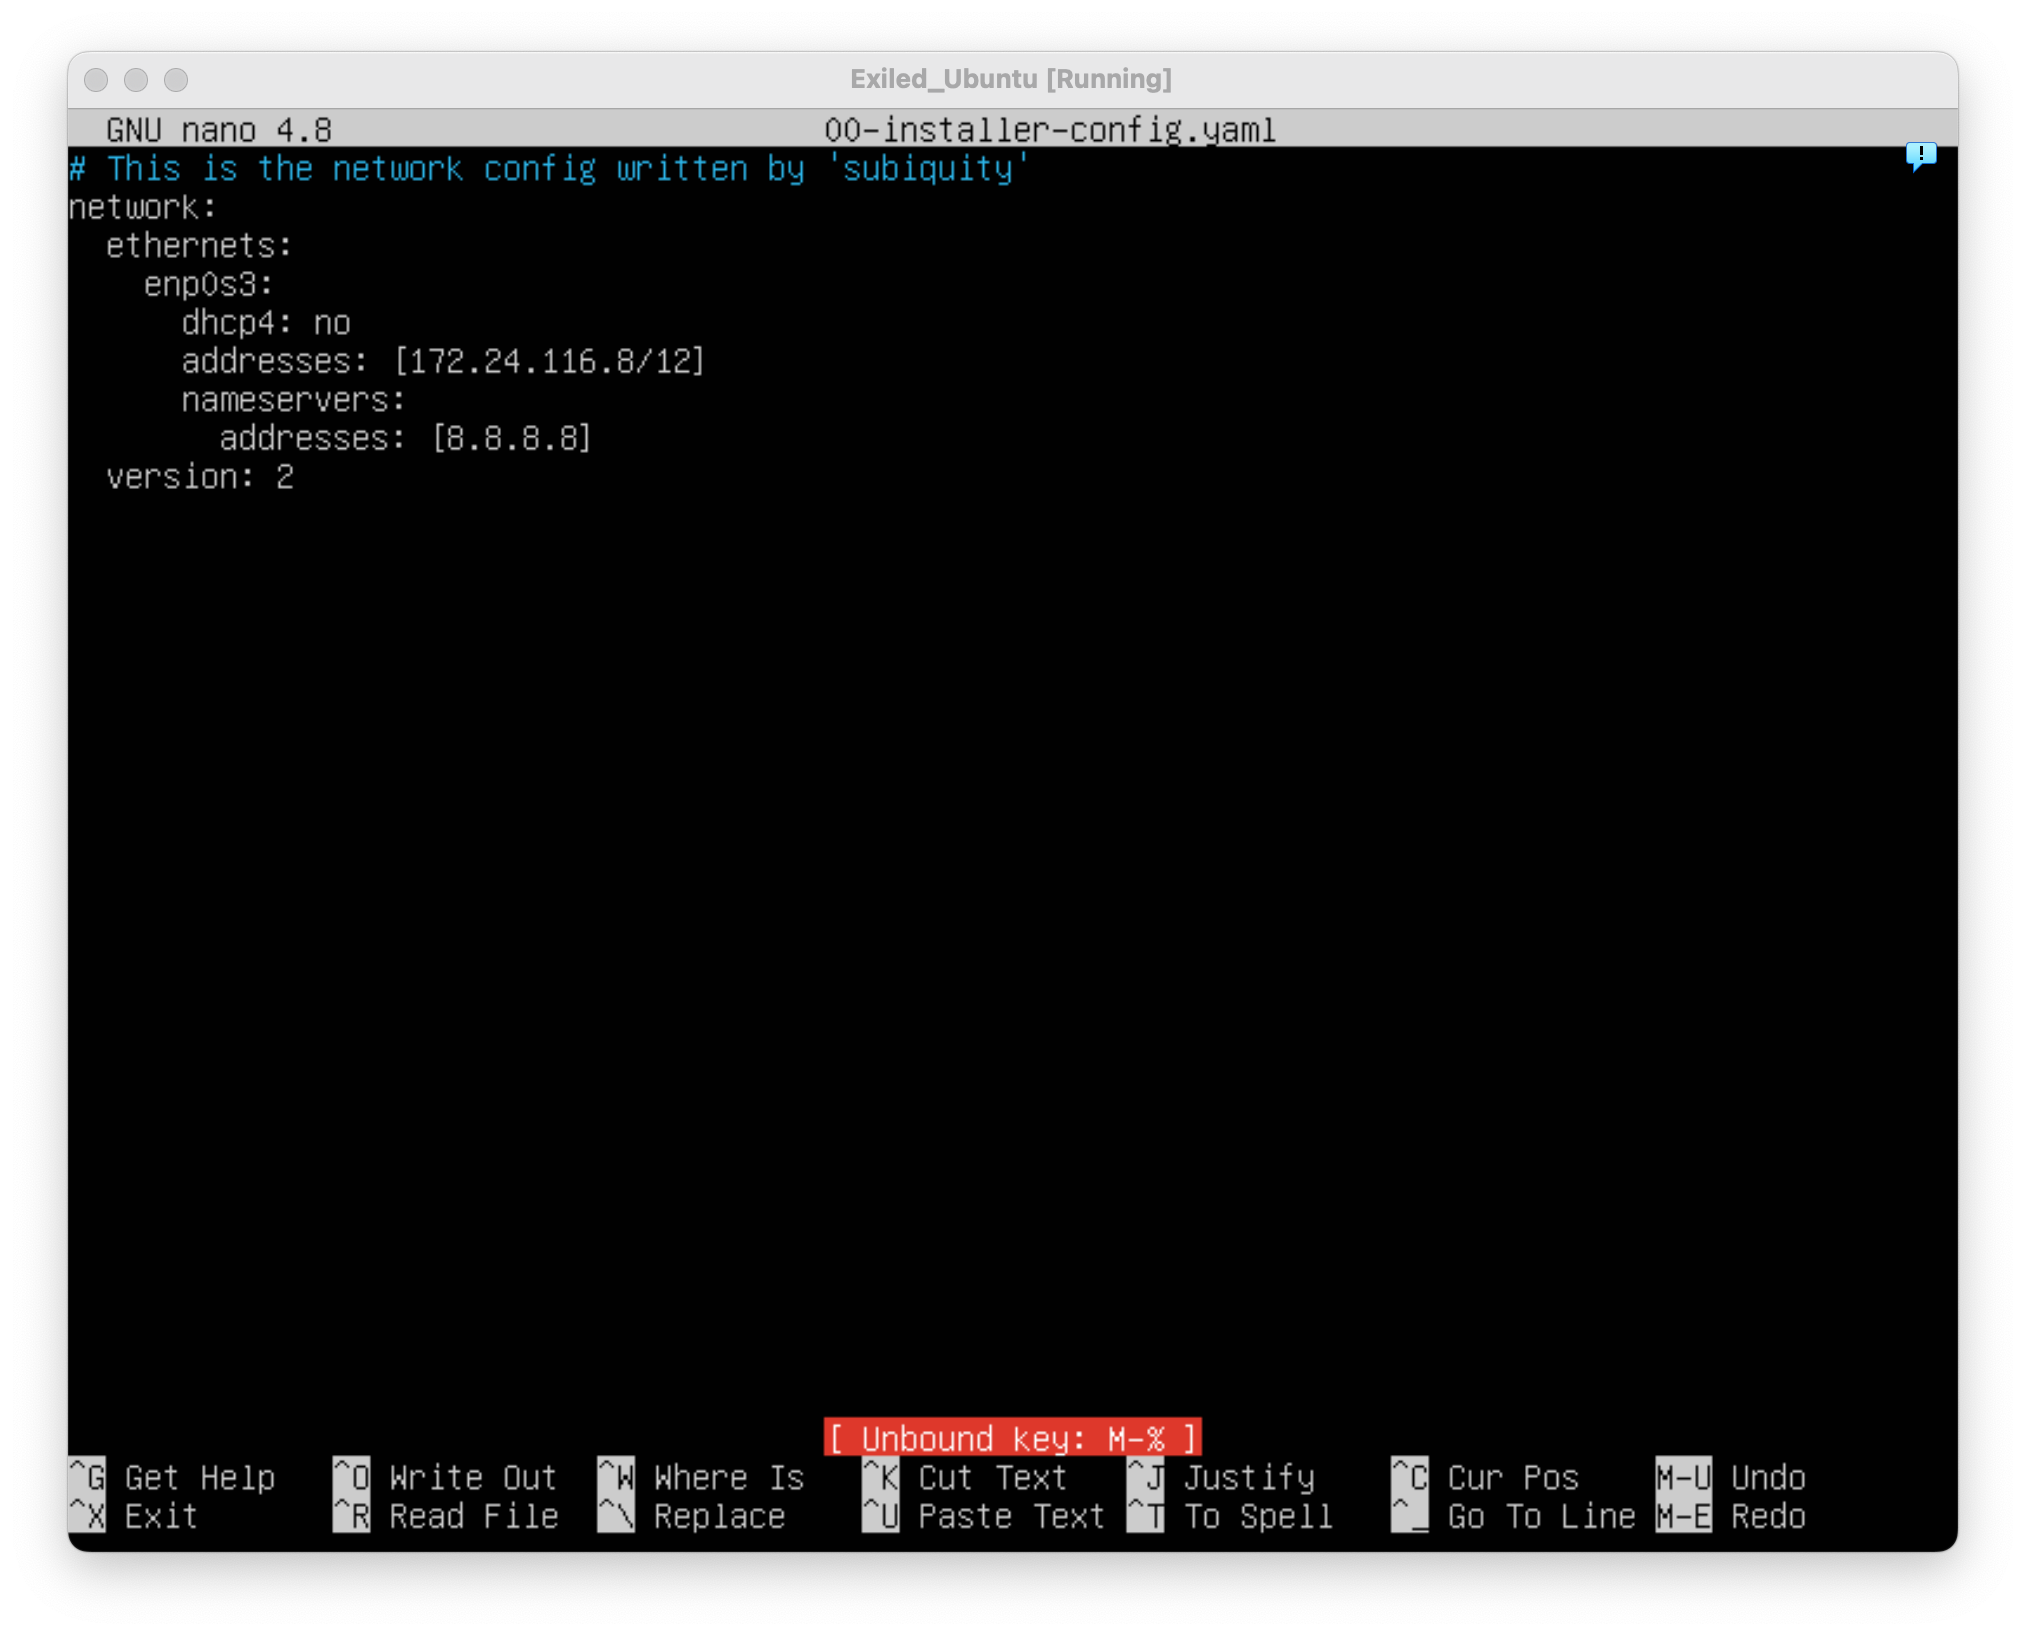 Exiled_Ubuntu [Running]
GNU nano 4.8 00-installer-config.yaml
# This is the network config written by 'subiquity'
network:
  ethernets:
    enp0s3:
      dhcp4: no
      addresses: [172.24.116.8/12]
      nameservers:
        addresses: [8.8.8.8]
  version: 2
[ Unbound key: M-% ]
^G Get Help ^O Write Out ^W Where Is ^K Cut Text ^J Justify ^C Cur Pos M-U Undo
^X Exit ^R Read File ^\ Replace ^U Paste Text ^T To Spell ^_ Go To Line M-E Redo